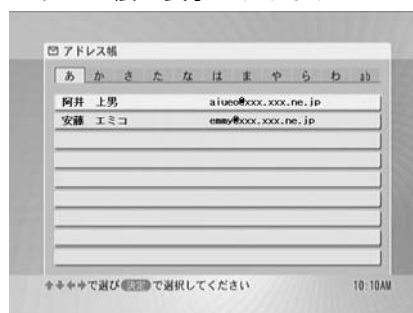 アドレス帳
あ か さ た な は ま や ら わ ab
阿井 上男 aiueo@xxx.xxx.ne.jp
安藤 エミコ emmy@xxx.xxx.ne.jp
で選び 決定 で選択してください 10:10AM